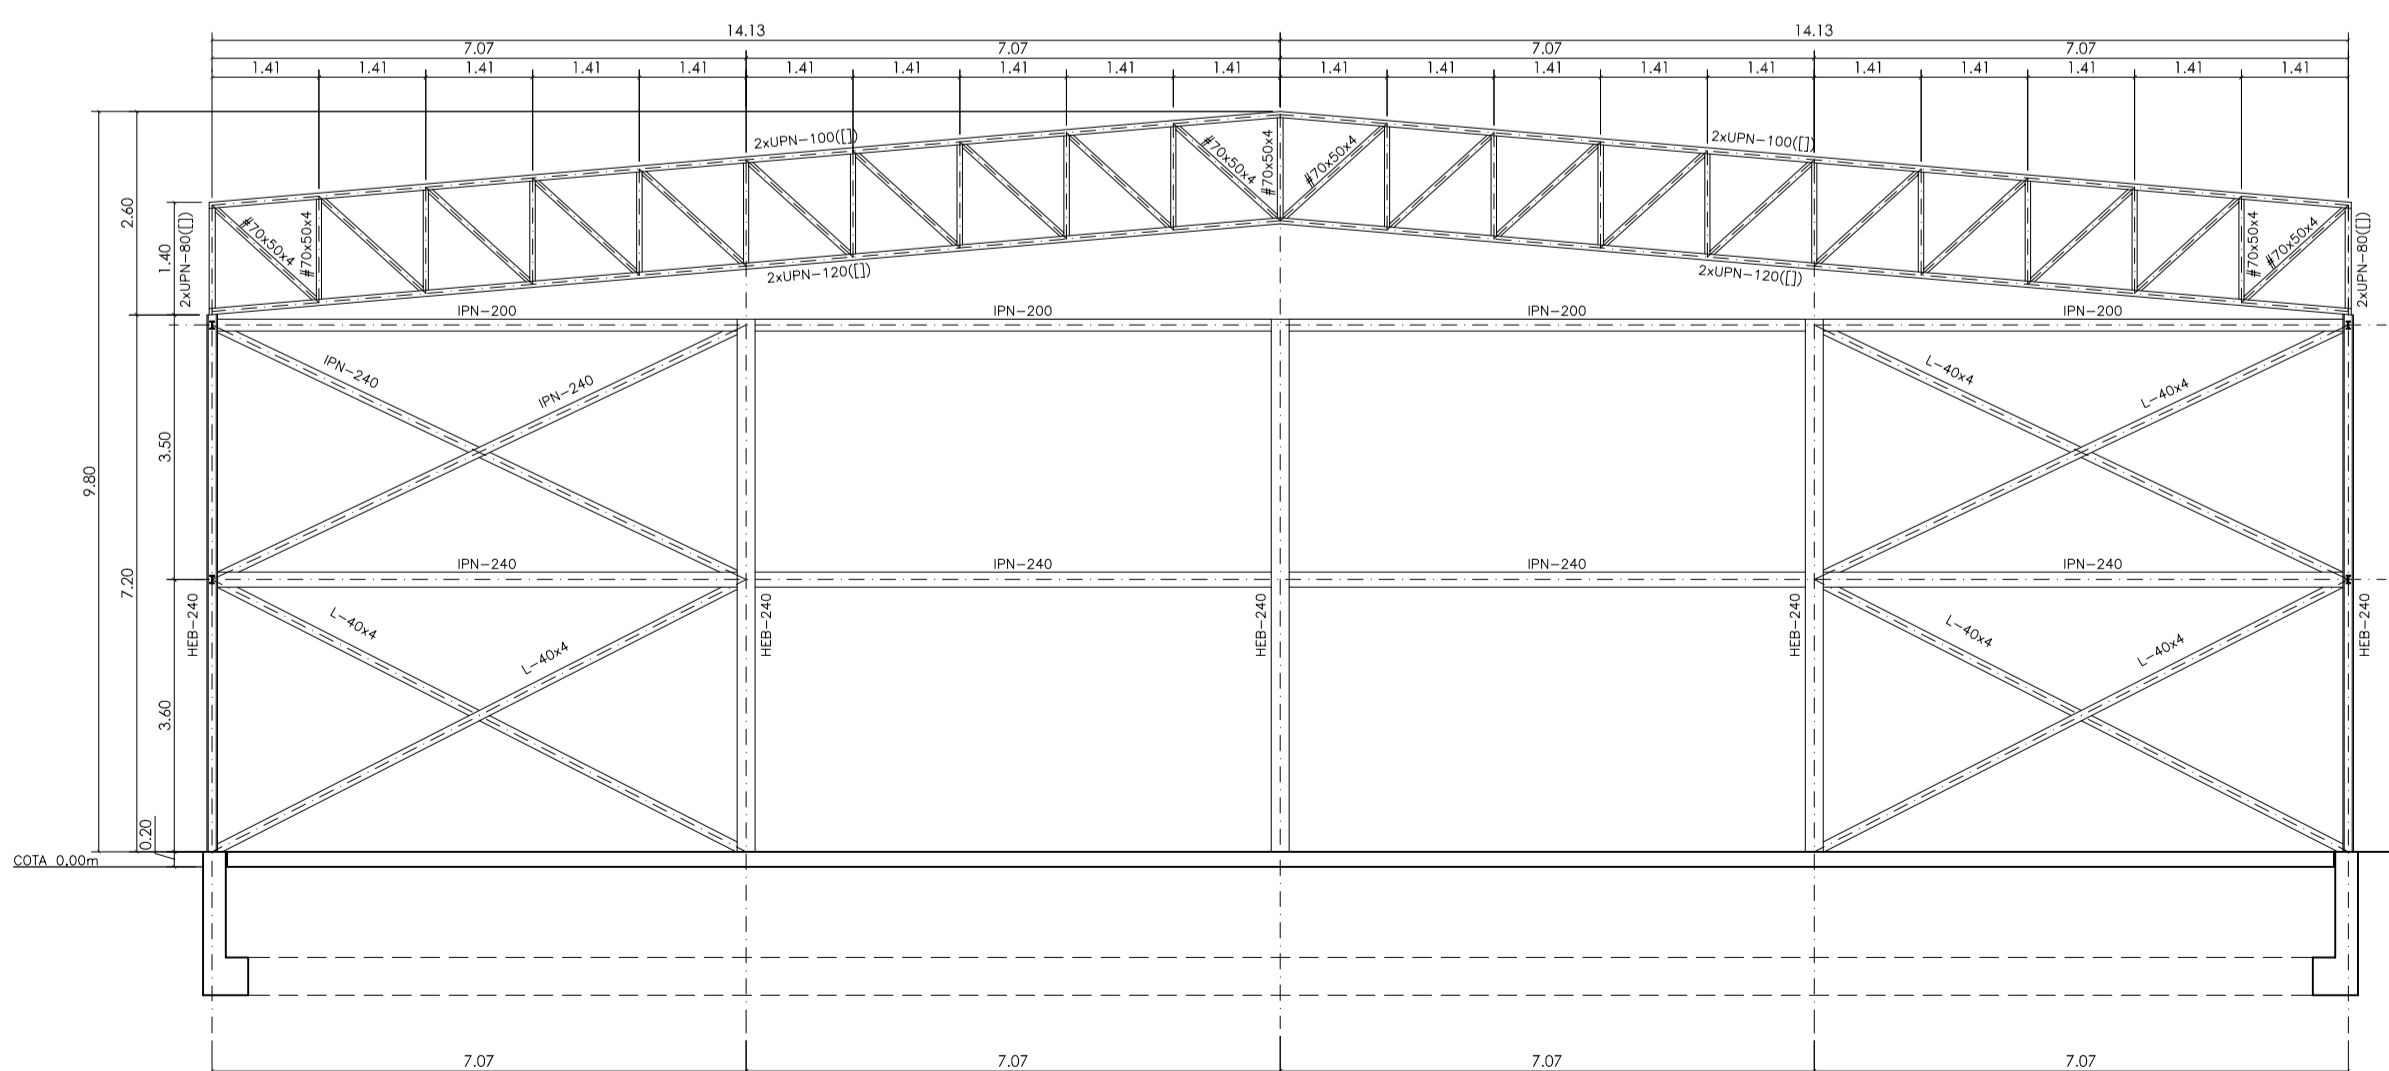 14.13 14.13
7.07 7.07 7.07 7.07
1.41 1.41 1.41 1.41 1.41 1.41 1.41 1.41 1.41 1.41 1.41 1.41 1.41 1.41 1.41 1.41 1.41 1.41 1.41 1.41
2xUPN-100([]) 2xUPN-100([])
#70x50x4 #70x50x4 #70x50x4
2.60
1.40
2xUPN-80([])
#70x50x4 #70x50x4
#70x50x4 #70x50x4
2xUPN-80([])
2xUPN-120([]) 2xUPN-120([])
IPN-200 IPN-200 IPN-200 IPN-200
IPN-240 IPN-240 L-40x4 L-40x4
3.50
9.80
IPN-240 IPN-240 IPN-240 IPN-240
7.20
HEB-240 HEB-240 HEB-240 HEB-240 HEB-240
L-40x4 L-40x4 L-40x4 L-40x4
3.60
0.20
COTA 0,00m
7.07 7.07 7.07 7.07